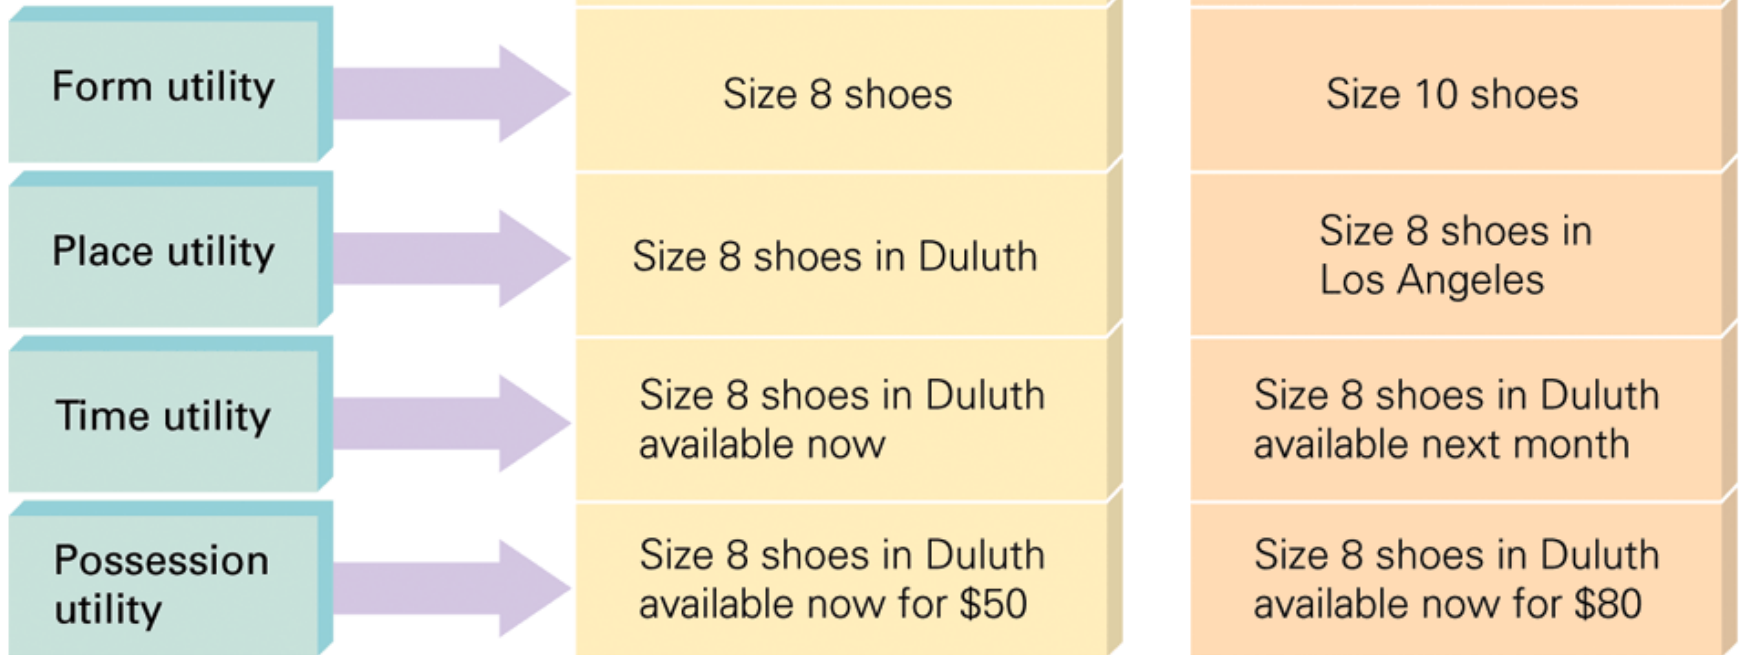 Form utility
Size 8 shoes
Size 10 shoes
Place utility
Size 8 shoes in Duluth
Size 8 shoes in
Los Angeles
Time utility
Size 8 shoes in Duluth
available now
Size 8 shoes in Duluth
available next month
Possession
utility
Size 8 shoes in Duluth
available now for $50
Size 8 shoes in Duluth
available now for $80